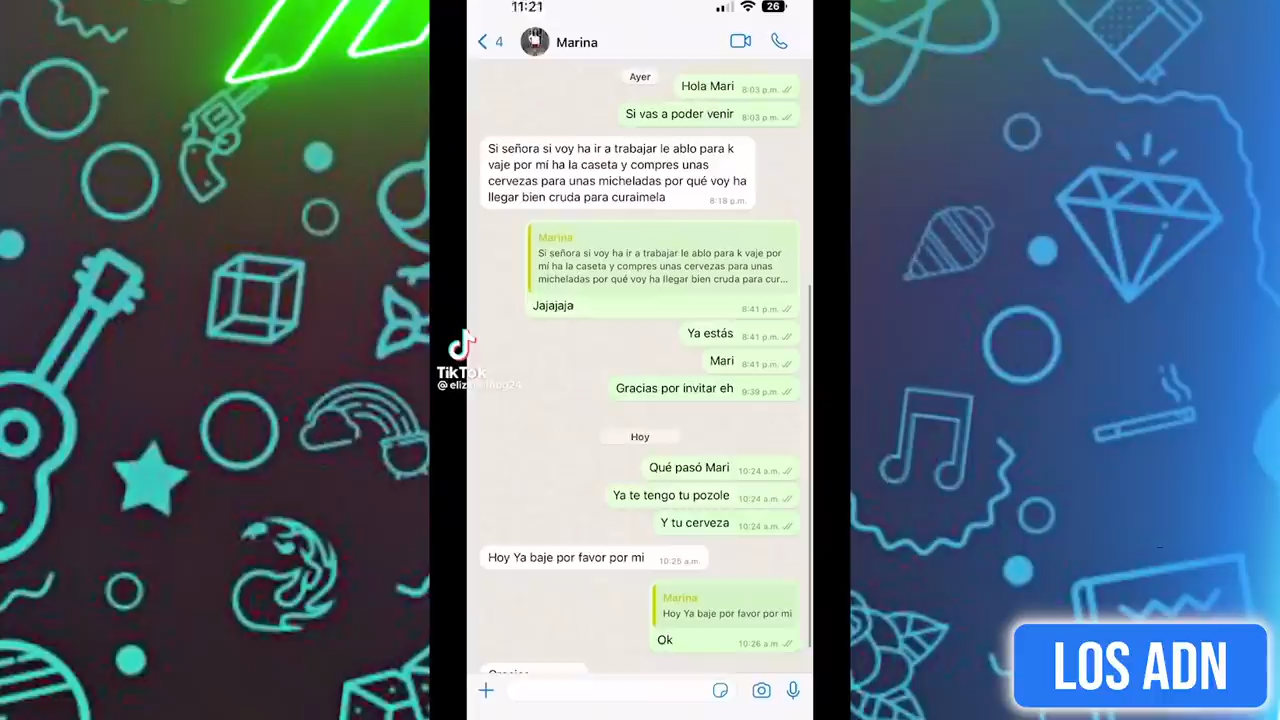 11:21
26
4
Marina
Ayer
Hola Mari 8:03 p.m.
Si vas a poder venir 8:03 p.m.
Si señora si voy ha ir a trabajar le ablo para k
vaje por mí ha la caseta y compres unas
cervezas para unas micheladas por qué voy ha
llegar bien cruda para curaimela 8:18 p.m.
Marina
Si señora si voy ha ir a trabajar le ablo para k vaje por
mí ha la caseta y compres unas cervezas para unas
micheladas por qué voy ha llegar bien cruda para cur...
Jajajaja 8:41 p.m.
Ya estás 8:41 p.m.
Mari 8:41 p.m.
Gracias por invitar eh 9:39 p.m.
Hoy
Qué pasó Mari 10:24 a.m.
Ya te tengo tu pozole 10:24 a.m.
Y tu cerveza 10:24 a.m.
Hoy Ya baje por favor por mi 10:25 a.m.
Marina
Hoy Ya baje por favor por mi
Ok 10:26 a.m.
TikTok
LOS ADN